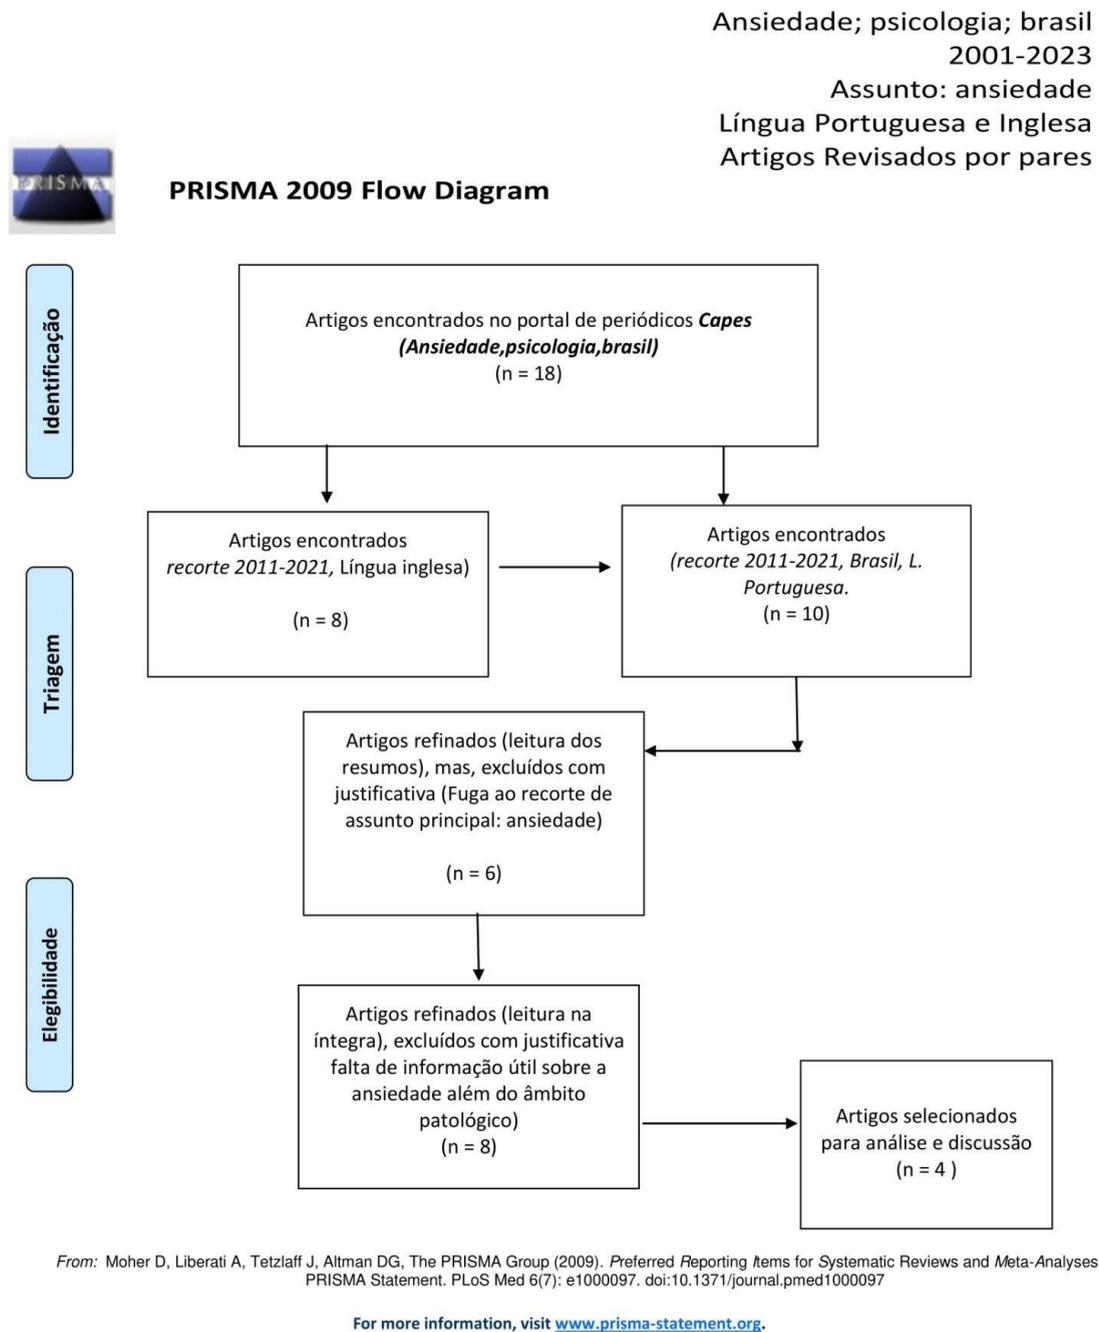 Ansiedade; psicologia; brasil
2001-2023
Assunto: ansiedade
Língua Portuguesa e Inglesa
Artigos Revisados por pares
PRISMA
PRISMA 2009 Flow Diagram
Identificação
Artigos encontrados no portal de periódicos Capes
(Ansiedade,psicologia,brasil)
(n = 18)
Artigos encontrados
recorte 2011-2021, Língua inglesa)
(n = 8)
Artigos encontrados
(recorte 2011-2021, Brasil, L.
Portuguesa.
(n = 10)
Triagem
Artigos refinados (leitura dos
resumos), mas, excluídos com
justificativa (Fuga ao recorte de
assunto principal: ansiedade)
(n = 6)
Elegibilidade
Artigos refinados (leitura na
íntegra), excluídos com justificativa
falta de informação útil sobre a
ansiedade além do âmbito
patológico)
(n = 8)
Artigos selecionados
para análise e discussão
(n = 4 )
From: Moher D, Liberati A, Tetzlaff J, Altman DG, The PRISMA Group (2009). Preferred Reporting Items for Systematic Reviews and Meta-Analyses
PRISMA Statement. PLoS Med 6(7): e1000097. doi:10.1371/journal.pmed1000097
For more information, visit www.prisma-statement.org.